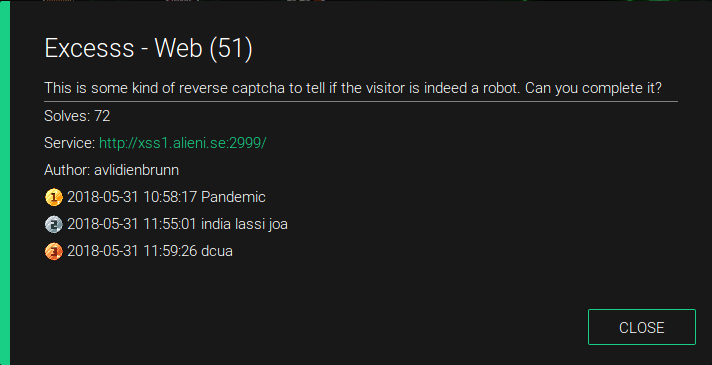 Excesss - Web (51)
This is some kind of reverse captcha to tell if the visitor is indeed a robot. Can you complete it?
Solves: 72
Service: http://xss1.alieni.se:2999/
Author: avlidienbrunn
1 2018-05-31 10:58:17 Pandemic
2 2018-05-31 11:55:01 india lassi joa
3 2018-05-31 11:59:26 dcua
CLOSE